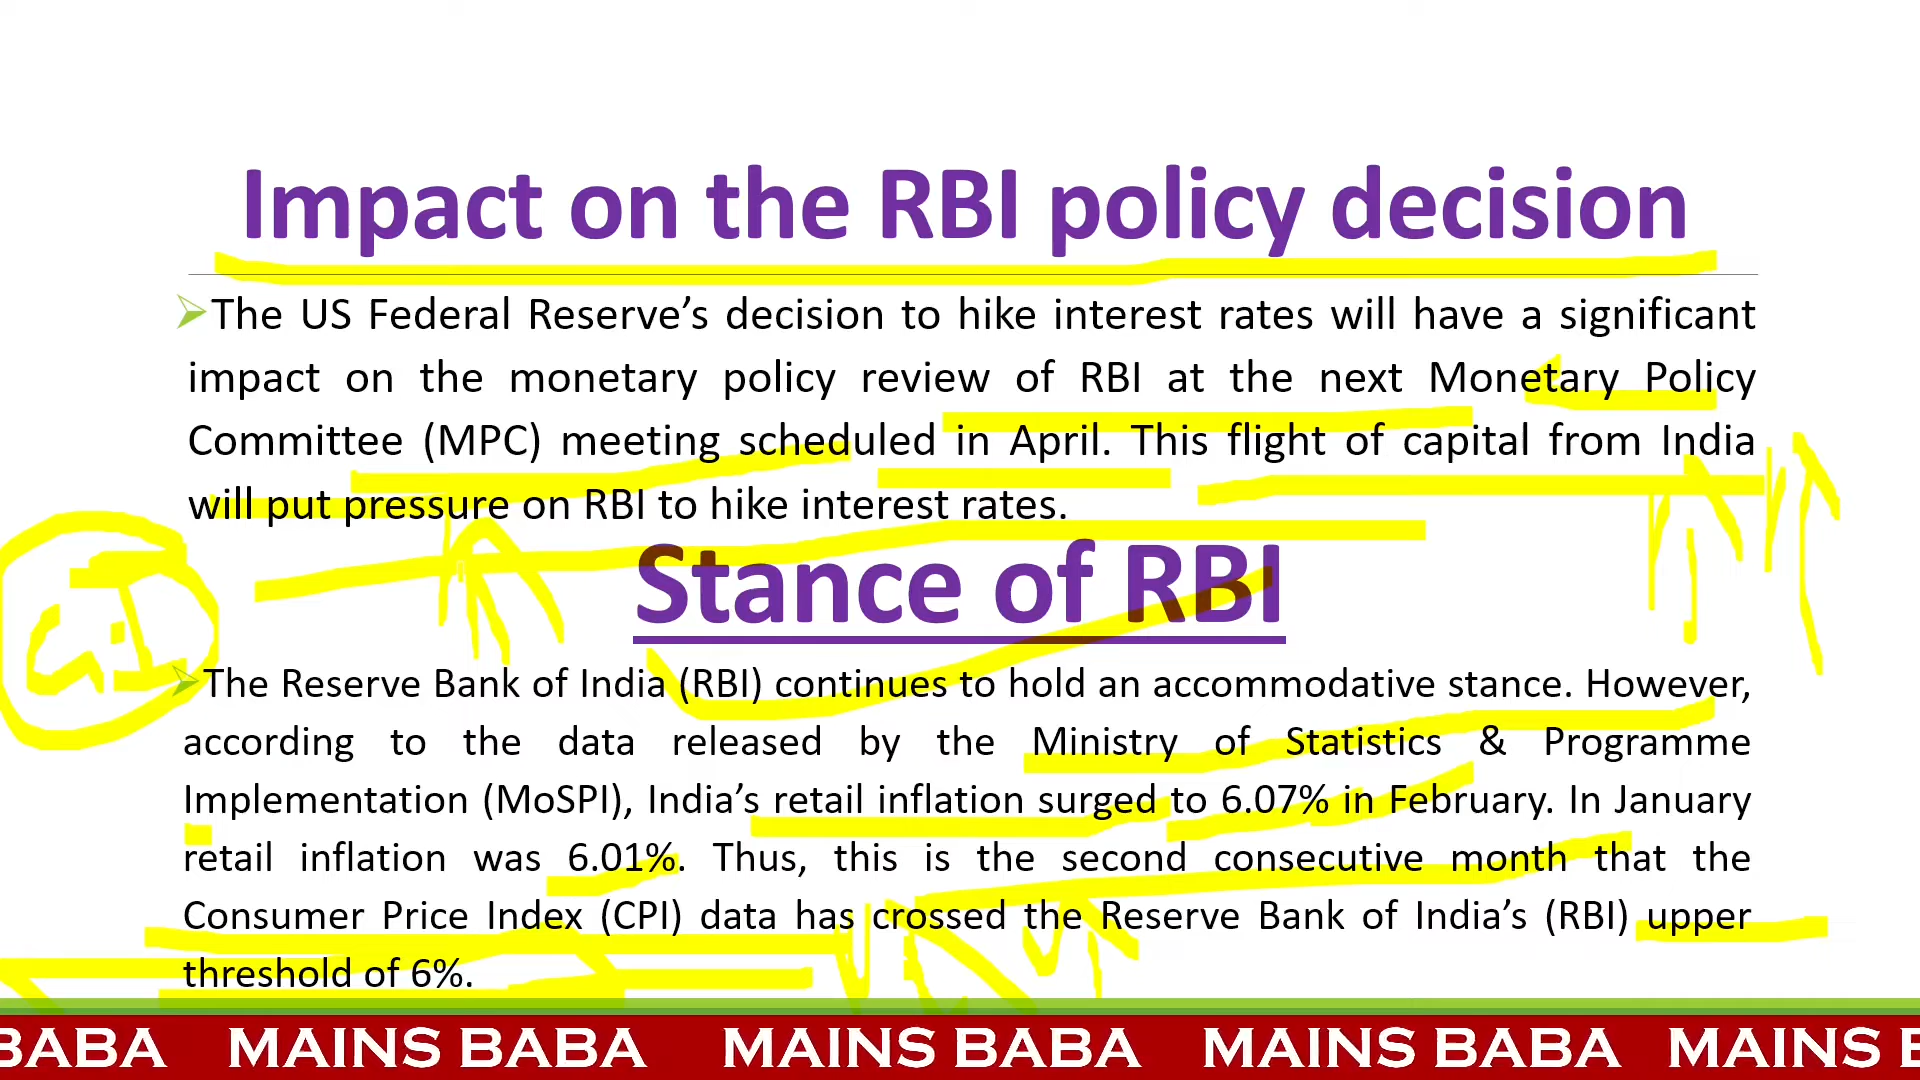 Impact on the RBI policy decision
➢The US Federal Reserve’s decision to hike interest rates will have a significant
impact on the monetary policy review of RBI at the next Monetary Policy
Committee (MPC) meeting scheduled in April. This flight of capital from India
will put pressure on RBI to hike interest rates.
Stance of RBI
➢The Reserve Bank of India (RBI) continues to hold an accommodative stance. However,
according to the data released by the Ministry of Statistics & Programme
Implementation (MoSPI), India’s retail inflation surged to 6.07% in February. In January
retail inflation was 6.01%. Thus, this is the second consecutive month that the
Consumer Price Index (CPI) data has crossed the Reserve Bank of India’s (RBI) upper
threshold of 6%.
BABA MAINS BABA MAINS BABA MAINS BABA MAINS B